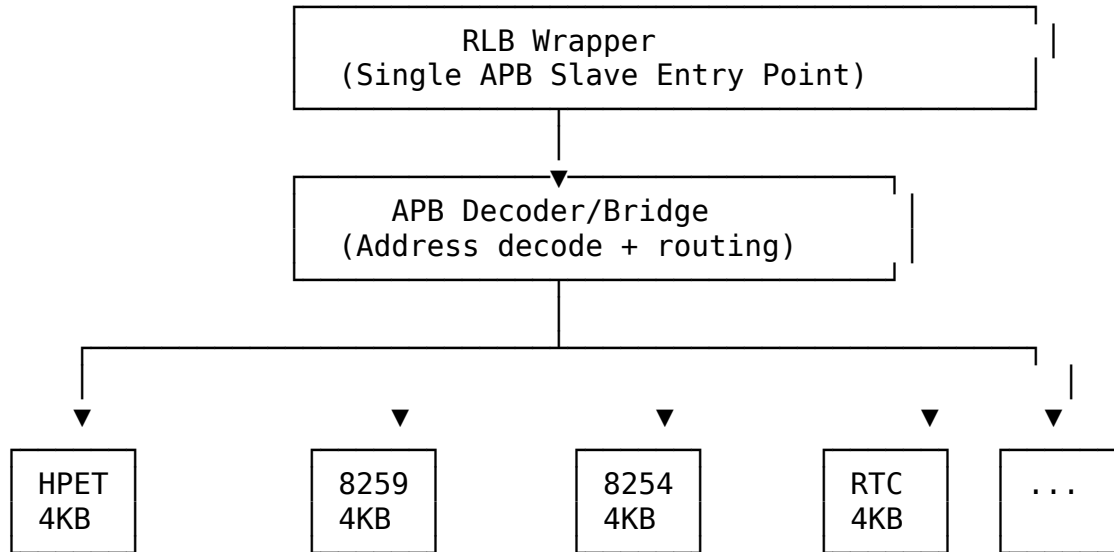 RLB Wrapper
(Single APB Slave Entry Point)
APB Decoder/Bridge
(Address decode + routing)
HPET 8259 8254 RTC ...
4KB 4KB 4KB 4KB